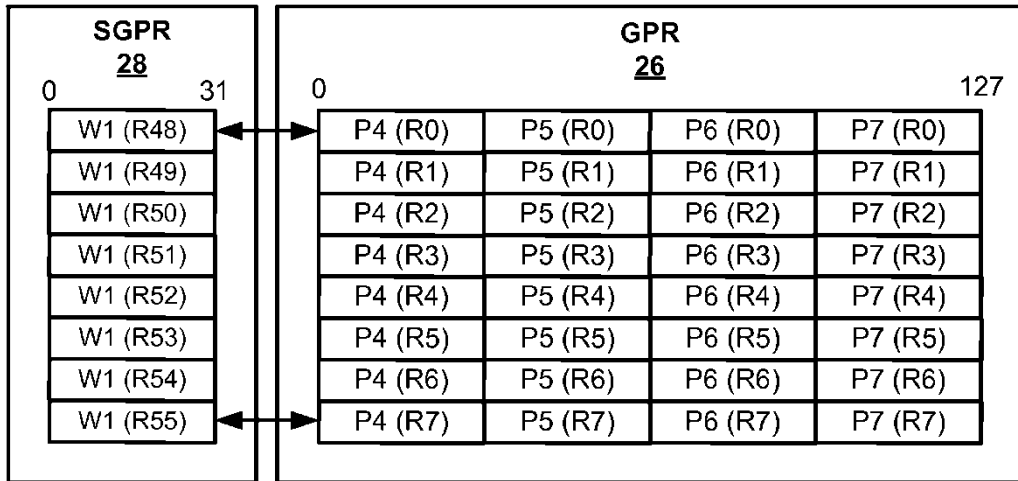 SGPR GPR
28 26
0 31 0 127
W1 (R48) P4 (R0) P5 (R0) P6 (R0) P7 (R0)
W1 (R49) P4 (R1) P5 (R1) P6 (R1) P7 (R1)
W1 (R50) P4 (R2) P5 (R2) P6 (R2) P7 (R2)
W1 (R51) P4 (R3) P5 (R3) P6 (R3) P7 (R3)
W1 (R52) P4 (R4) P5 (R4) P6 (R4) P7 (R4)
W1 (R53) P4 (R5) P5 (R5) P6 (R5) P7 (R5)
W1 (R54) P4 (R6) P5 (R6) P6 (R6) P7 (R6)
W1 (R55) P4 (R7) P5 (R7) P6 (R7) P7 (R7)